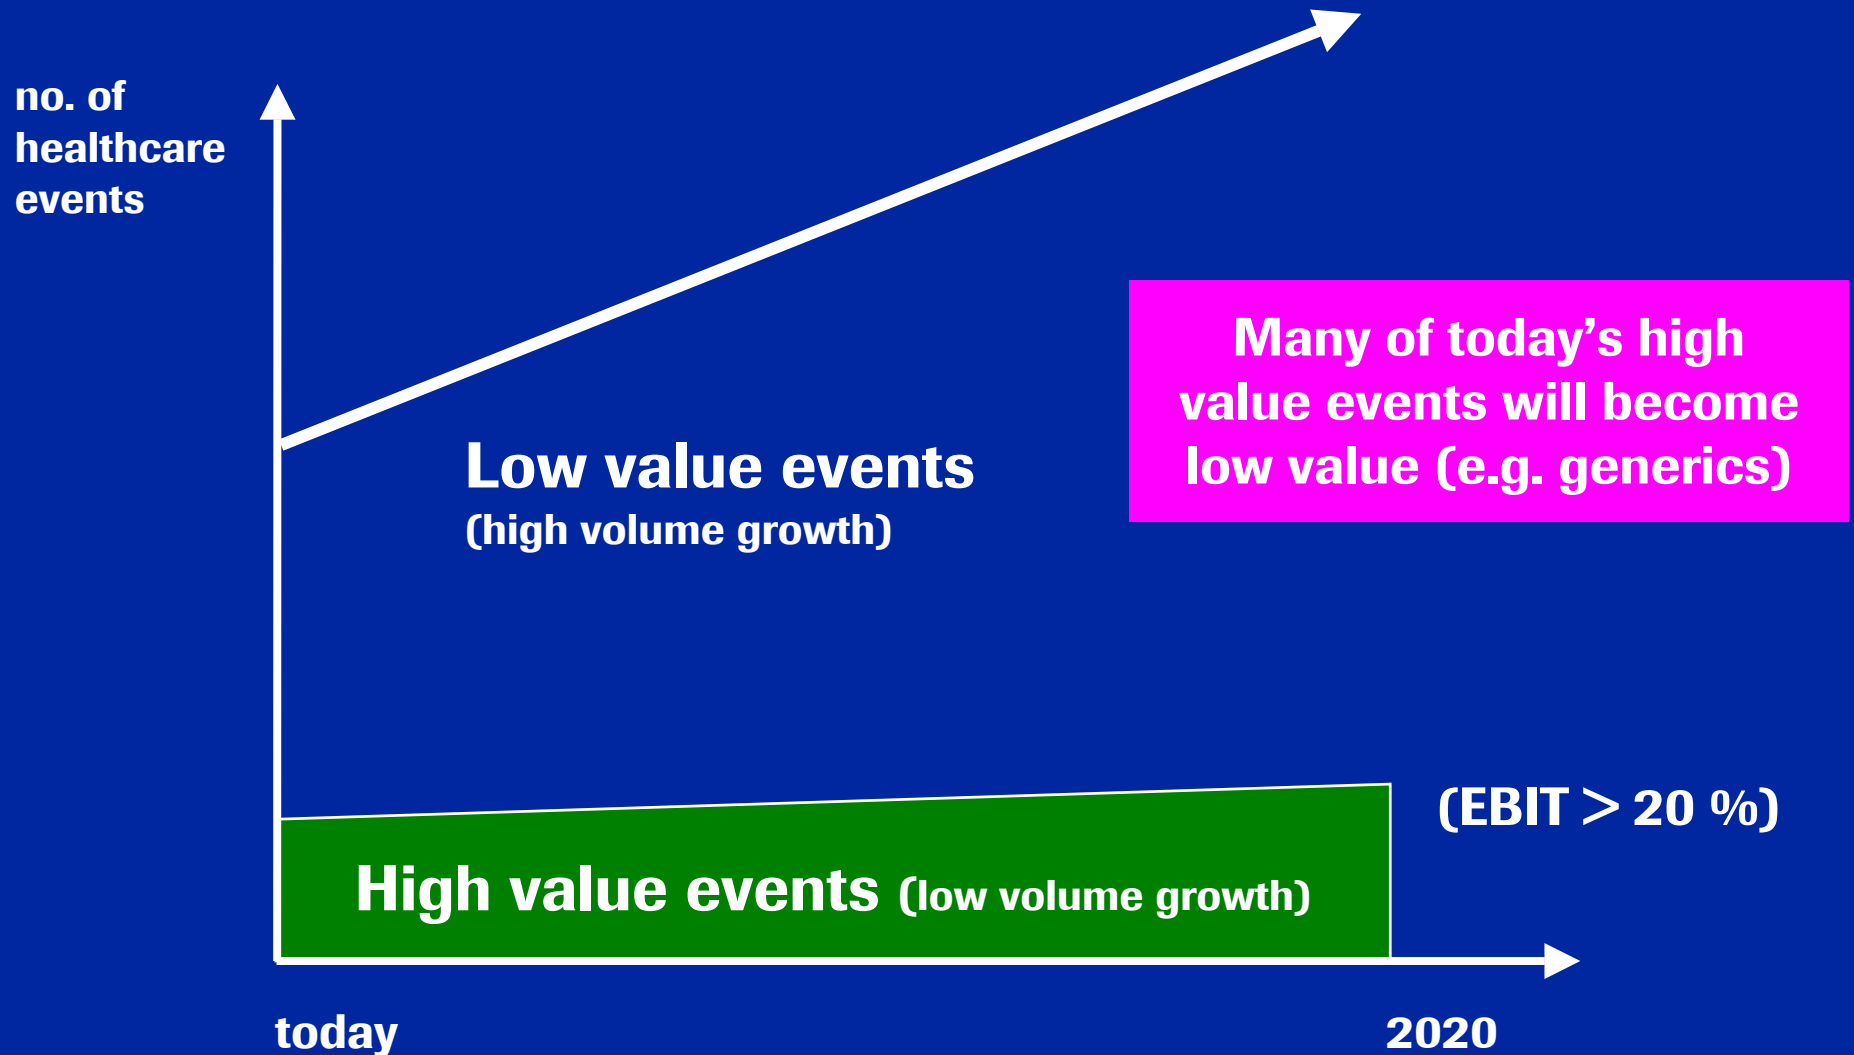 no. of
healthcare
events
Many of today’s high
value events will become
low value (e.g. generics)
Low value events
(high volume growth)
(EBIT > 20 %)
High value events (low volume growth)
today
2020